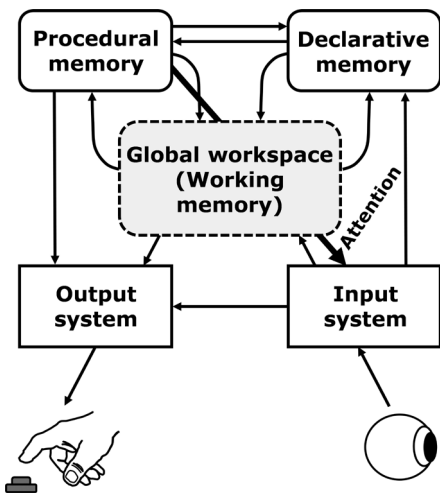 Procedural
memory
Declarative
memory
Global workspace
(Working
memory)
Attention
Output
system
Input
system